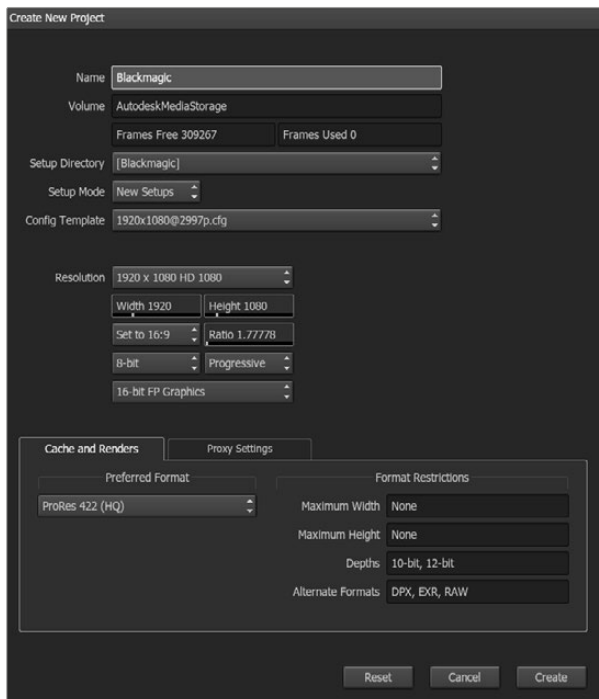 Create New Project
Name Blackmagic
Volume AutodeskMediaStorage
Frames Free 309267 Frames Used 0
Setup Directory [Blackmagic]
Setup Mode New Setups
Config Template 1920x1080@2997p.cfg
Resolution 1920 x 1080 HD 1080
Width 1920 Height 1080
Set to 16:9 Ratio 1.77778
8-bit Progressive
16-bit FP Graphics
Cache and Renders Proxy Settings
Preferred Format Format Restrictions
ProRes 422 (HQ) Maximum Width None
Maximum Height None
Depths 10-bit, 12-bit
Alternate Formats DPX, EXR, RAW
Reset Cancel Create